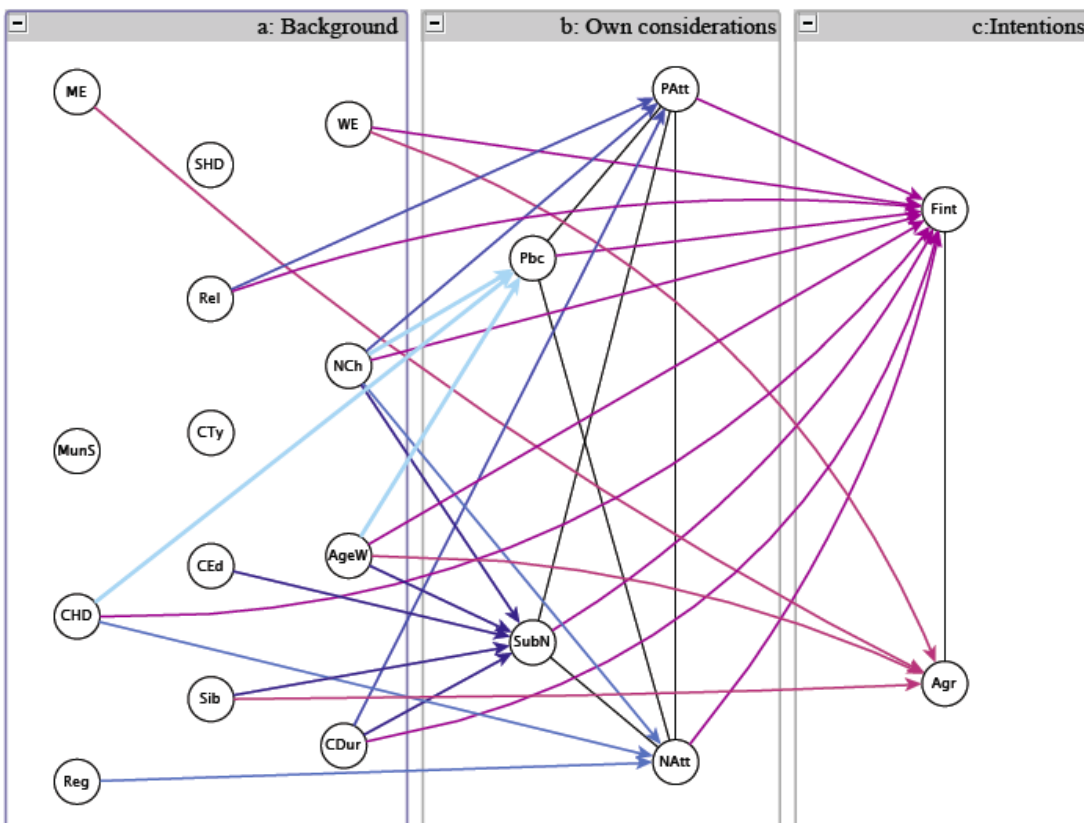 a: Background
b: Own considerations
c:Intentions
ME
WE
SHD
Rel
NCh
CTy
MunS
CEd
AgeW
CHD
Sib
CDur
Reg
PAtt
Pbc
SubN
NAtt
Fint
Agr